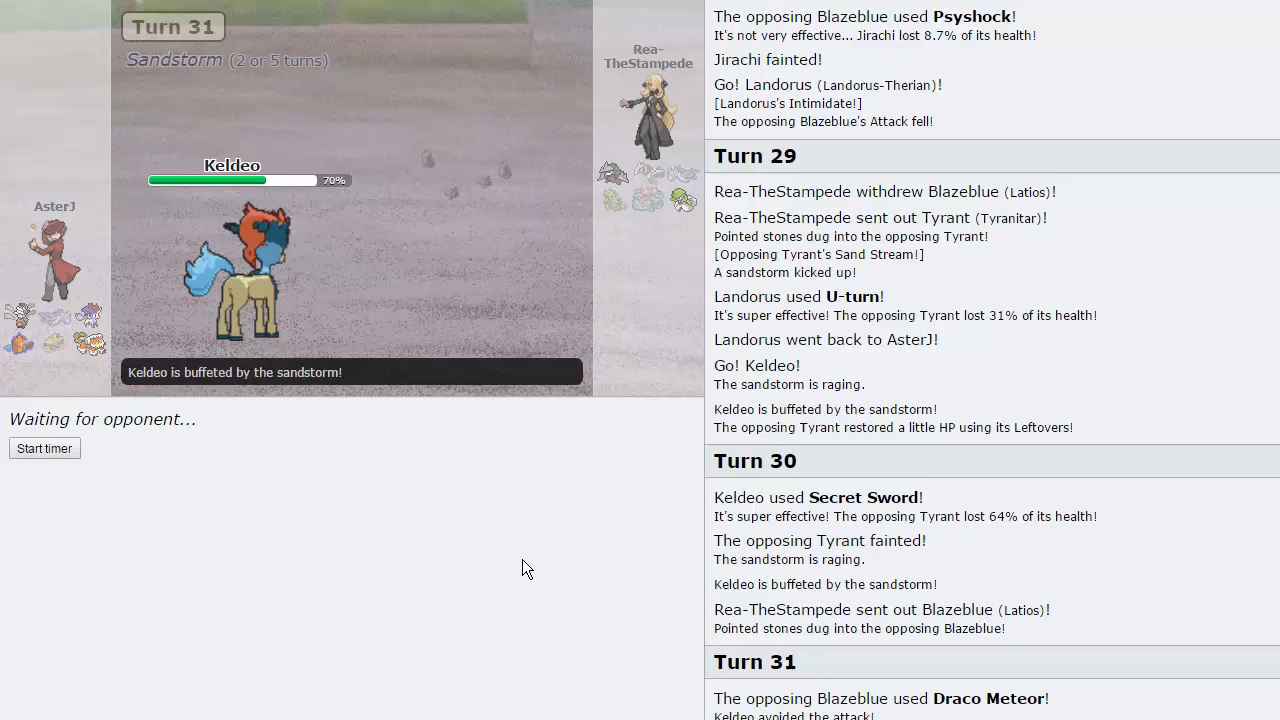 Turn 31
Sandstorm (2 or 5 turns)
Rea-
TheStampede
Keldeo
70%
AsterJ
Keldeo is buffeted by the sandstorm!
Waiting for opponent...
Start timer
The opposing Blazeblue used Psyshock!
It's not very effective... Jirachi lost 8.7% of its health!
Jirachi fainted!
Go! Landorus (Landorus-Therian)!
[Landorus's Intimidate!]
The opposing Blazeblue's Attack fell!
Turn 29
Rea-TheStampede withdrew Blazeblue (Latios)!
Rea-TheStampede sent out Tyrant (Tyranitar)!
Pointed stones dug into the opposing Tyrant!
[Opposing Tyrant's Sand Stream!]
A sandstorm kicked up!
Landorus used U-turn!
It's super effective! The opposing Tyrant lost 31% of its health!
Landorus went back to AsterJ!
Go! Keldeo!
The sandstorm is raging.
Keldeo is buffeted by the sandstorm!
The opposing Tyrant restored a little HP using its Leftovers!
Turn 30
Keldeo used Secret Sword!
It's super effective! The opposing Tyrant lost 64% of its health!
The opposing Tyrant fainted!
The sandstorm is raging.
Keldeo is buffeted by the sandstorm!
Rea-TheStampede sent out Blazeblue (Latios)!
Pointed stones dug into the opposing Blazeblue!
Turn 31
The opposing Blazeblue used Draco Meteor!
Keldeo avoided the attack!